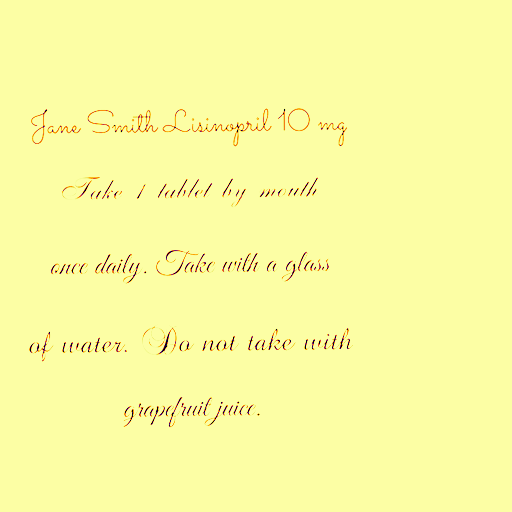 Jane Smith Lisinopril 10 mg
Take 1 tablet by mouth
once daily. Take with a glass
of water. Do not take with
grapefruit juice.